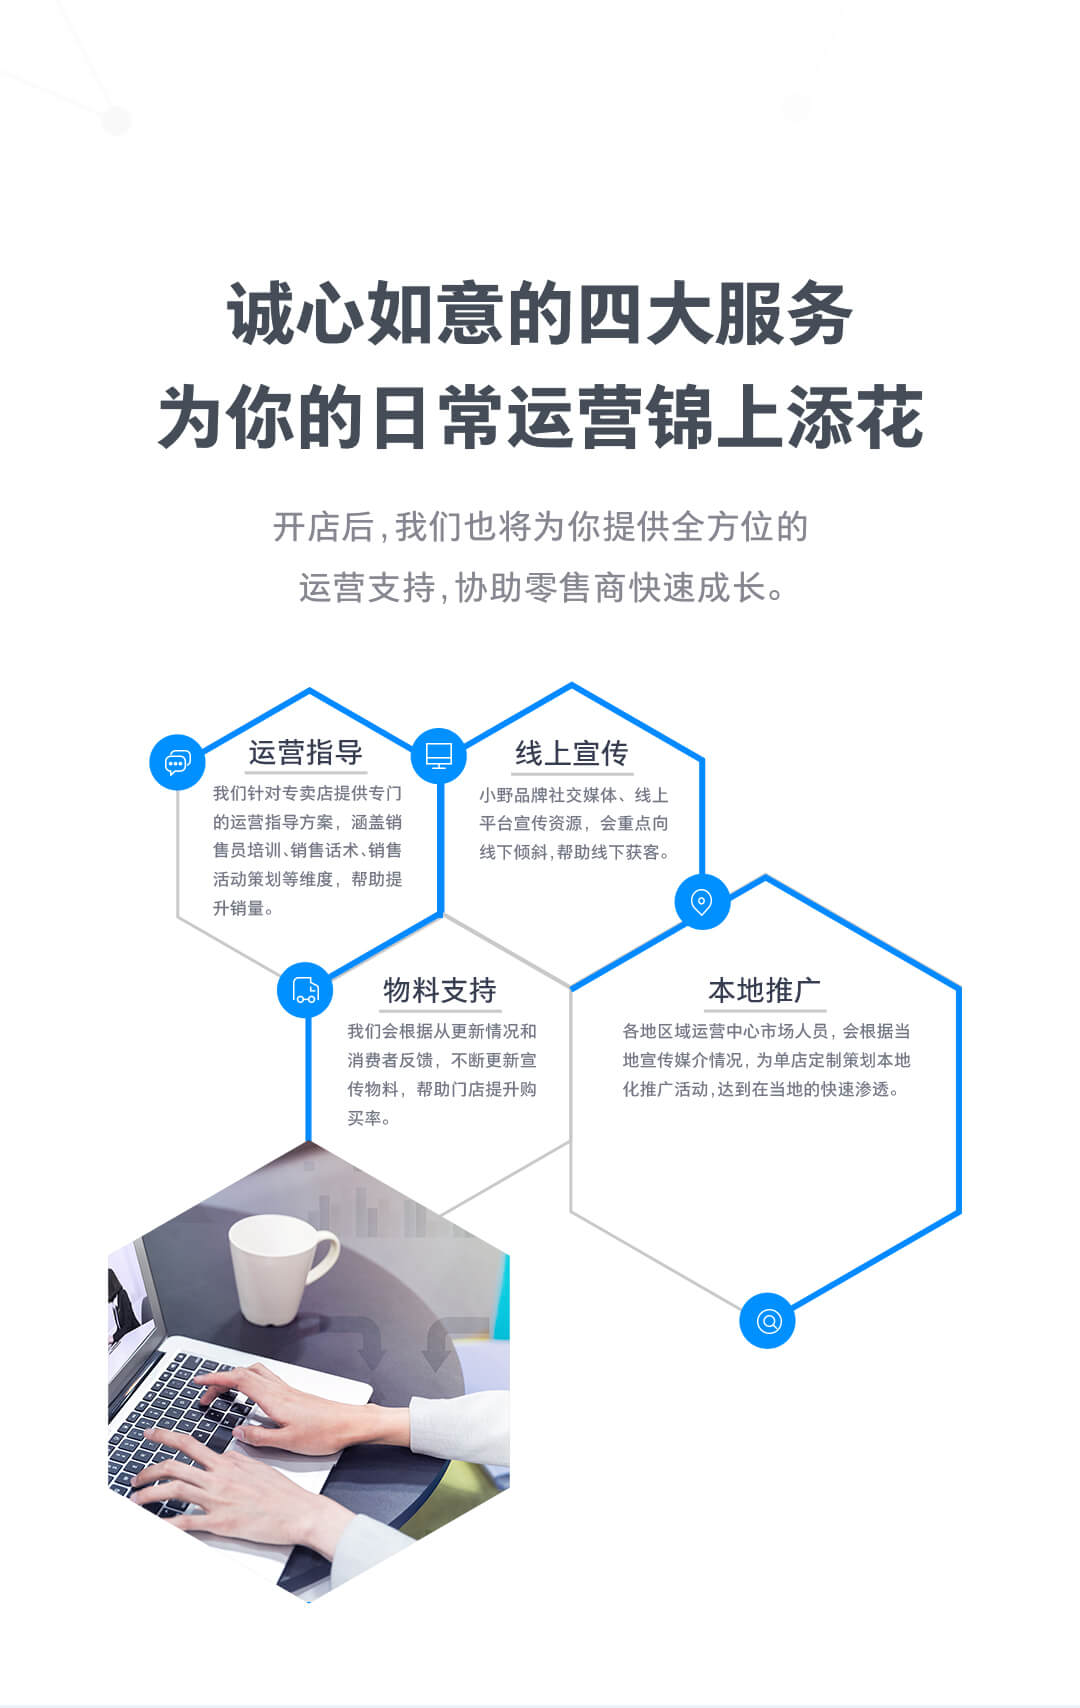 诚心如意的四大服务
为你的日常运营锦上添花
开店后,我们也将为你提供全方位的
运营支持,协助零售商快速成长。
运营指导
我们针对专卖店提供专门
的运营指导方案，涵盖销
售员培训、销售话术、销售
活动策划等维度，帮助提
升销量。
线上宣传
小野品牌社交媒体、线上
平台宣传资源，会重点向
线下倾斜,帮助线下获客。
物料支持
我们会根据从更新情况和
消费者反馈，不断更新宣
传物料，帮助门店提升购
买率。
本地推广
各地区域运营中心市场人员，会根据当
地宣传媒介情况，为单店定制策划本地
化推广活动,达到在当地的快速渗透。